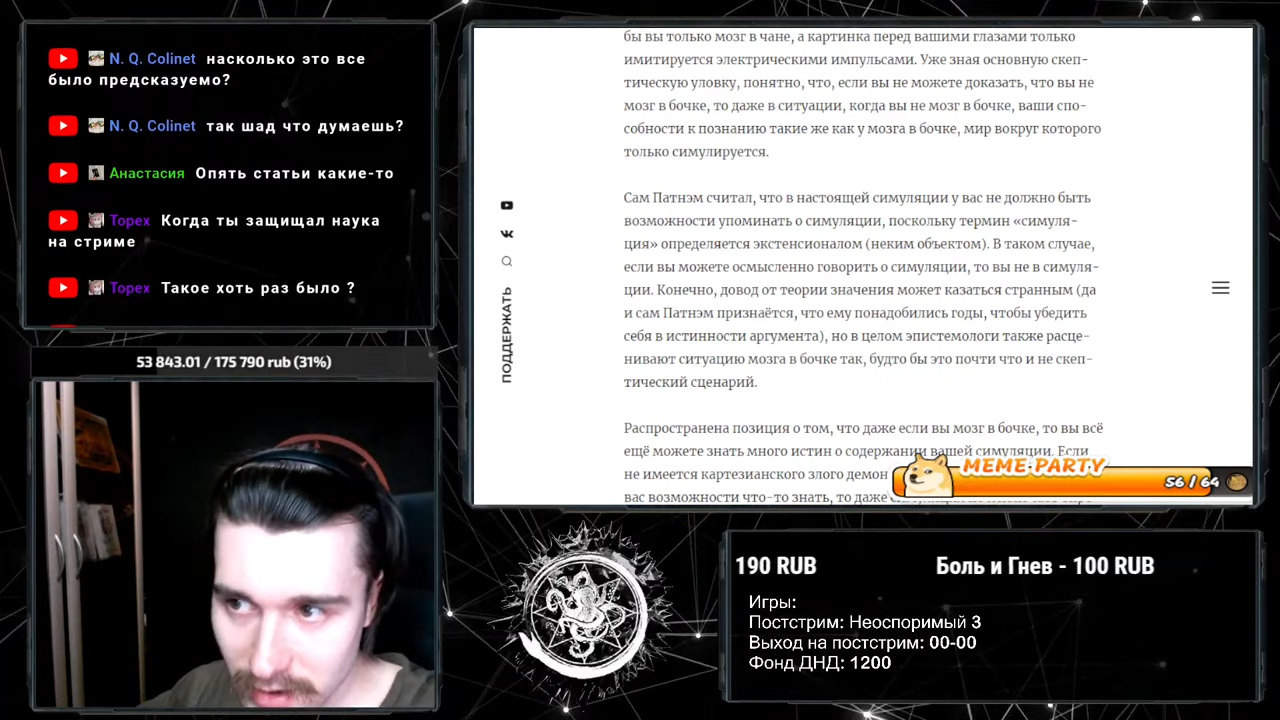 N. Q. Colinet насколько это все
было предсказуемо?
N. Q. Colinet так шад что думаешь?
Анастасия Опять статьи какие-то
Topex Когда ты защищал наука
на стриме
Topex Такое хоть раз было ?
53 843.01 / 175 790 rub (31%)
бы вы только мозг в чане, а картинка перед вашими глазами только
имитируется электрическими импульсами. Уже зная основную скеп-
тическую уловку, понятно, что, если вы не можете доказать, что вы не
мозг в бочке, то даже в ситуации, когда вы не мозг в бочке, ваши спо-
собности к познанию такие же как у мозга в бочке, мир вокруг которого
только симулируется.
Сам Патнэм считал, что в настоящей симуляции у вас не должно быть
возможности упоминать о симуляции, поскольку термин «симуля-
ция» определяется экстенсионалом (неким объектом). В таком случае,
если вы можете осмысленно говорить о симуляции, то вы не в симуля-
ции. Конечно, довод от теории значения может казаться странным (да
и сам Патнэм признаётся, что ему понадобились годы, чтобы убедить
себя в истинности аргумента), но в целом эпистемологи также расце-
нивают ситуацию мозга в бочке так, будто бы это почти что и не скеп-
тический сценарий.
Распространена позиция о том, что даже если вы мозг в бочке, то вы всё
ещё можете знать много истин о содержании вашей симуляции. Если
не имеется картезианского злого демон
вас возможности что-то знать, то даже
ПОДДЕРЖАТЬ
MEME PARTY
56 / 64
190 RUB
Боль и Гнев - 100 RUB
Игры:
Постстрим: Неоспоримый 3
Выход на постстрим: 00-00
Фонд ДНД: 1200